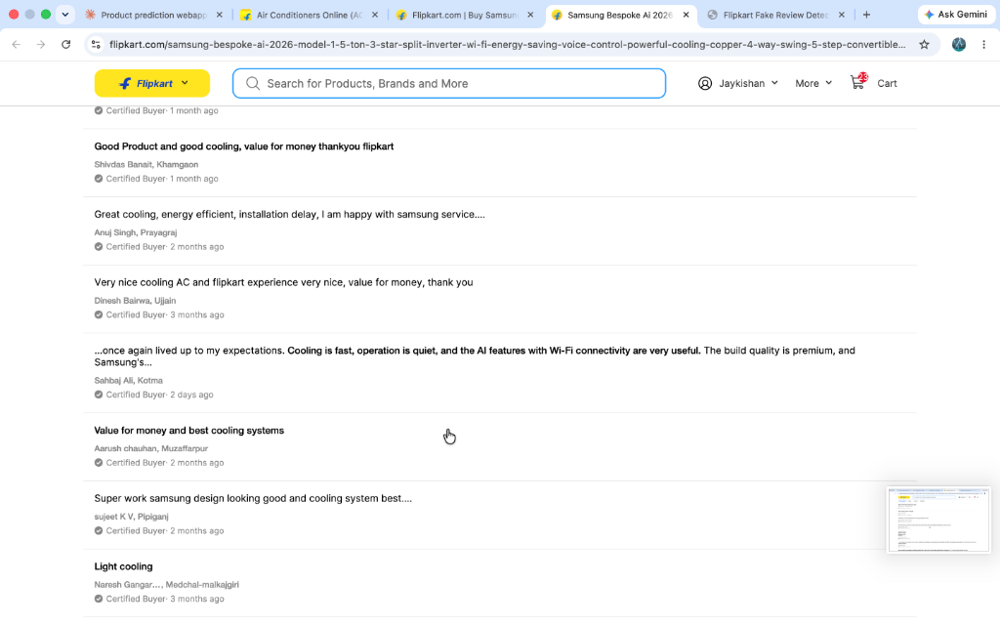 Product prediction webapp
Air Conditioners Online (AC
Flipkart.com | Buy Samsun
Samsung Bespoke Ai 2026
Flipkart Fake Review Detec
Ask Gemini
flipkart.com/samsung-bespoke-ai-2026-model-1-5-ton-3-star-split-inverter-wi-fi-energy-saving-voice-control-powerful-cooling-copper-4-way-swing-5-step-convertible...
Flipkart
Search for Products, Brands and More
Jaykishan
More
23
Cart
Certified Buyer· 1 month ago
Good Product and good cooling, value for money thankyou flipkart
Shivdas Banait, Khamgaon
Certified Buyer· 1 month ago
Great cooling, energy efficient, installation delay, I am happy with samsung service....
Anuj Singh, Prayagraj
Certified Buyer· 2 months ago
Very nice cooling AC and flipkart experience very nice, value for money, thank you
Dinesh Bairwa, Ujjain
Certified Buyer· 3 months ago
...once again lived up to my expectations. Cooling is fast, operation is quiet, and the AI features with Wi-Fi connectivity are very useful. The build quality is premium, and
Samsung's...
Sahbaj Ali, Kotma
Certified Buyer· 2 days ago
Value for money and best cooling systems
Aarush chauhan, Muzaffarpur
Certified Buyer· 2 months ago
Super work samsung design looking good and cooling system best....
sujeet K V, Pipiganj
Certified Buyer· 2 months ago
Light cooling
Naresh Gangar..., Medchal-malkajgiri
Certified Buyer· 3 months ago